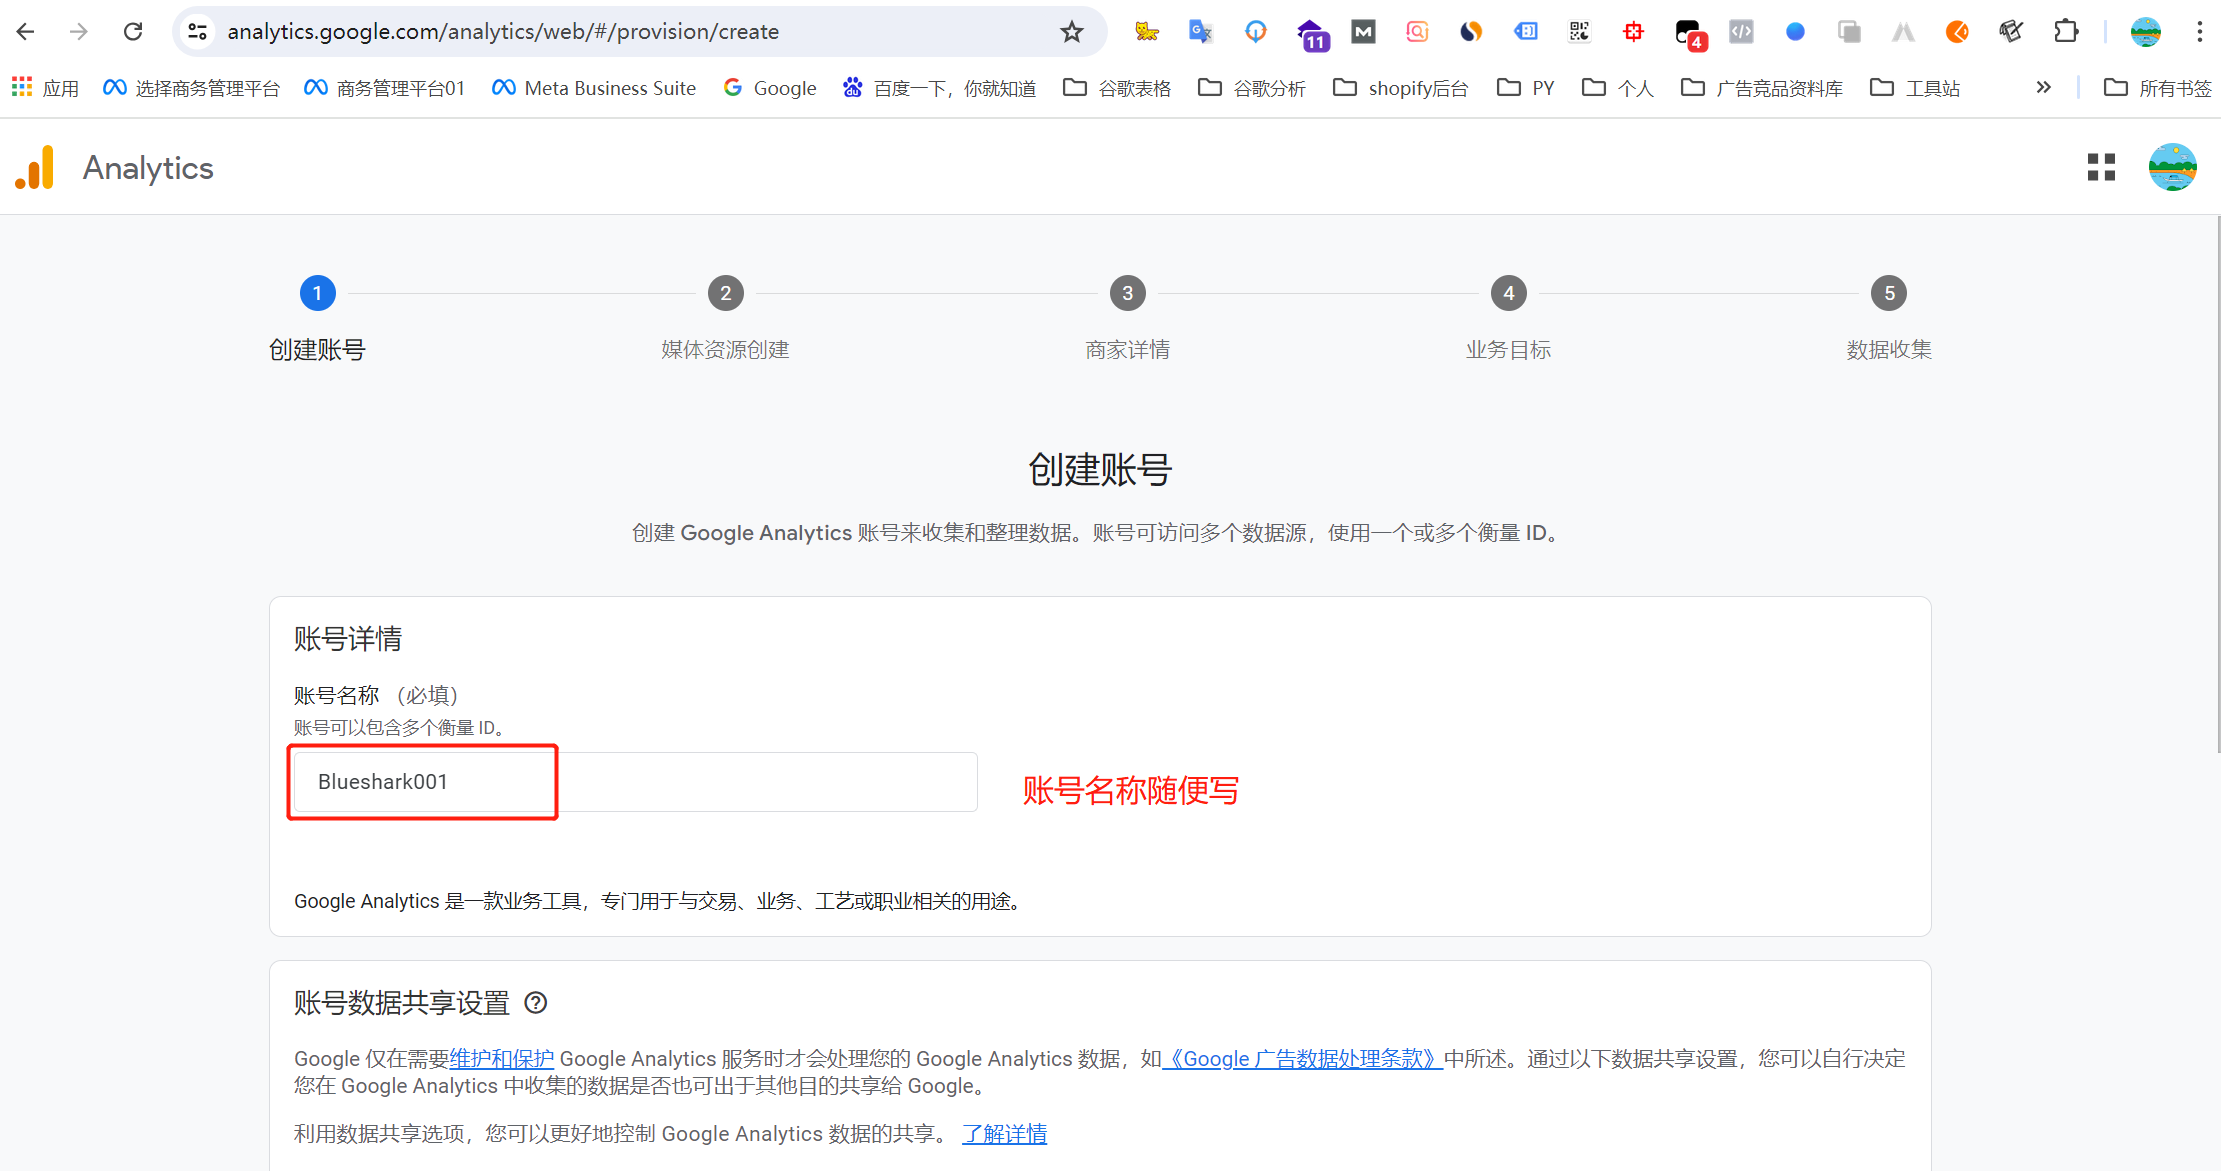 analytics.google.com/analytics/web/#/provision/create
11
4
应用
选择商务管理平台
商务管理平台01
Meta Business Suite
Google
百度一下，你就知道
谷歌表格
谷歌分析
shopify后台
PY
个人
广告竞品资料库
工具站
所有书签
Analytics
1
2
3
4
5
创建账号
媒体资源创建
商家详情
业务目标
数据收集
创建账号
创建 Google Analytics 账号来收集和整理数据。账号可访问多个数据源，使用一个或多个衡量 ID。
账号详情
账号名称 （必填）
账号可以包含多个衡量 ID。
Blueshark001
账号名称随便写
Google Analytics 是一款业务工具，专门用于与交易、业务、工艺或职业相关的用途。
账号数据共享设置
Google 仅在需要维护和保护 Google Analytics 服务时才会处理您的 Google Analytics 数据，如《Google 广告数据处理条款》中所述。通过以下数据共享设置，您可以自行决定
您在 Google Analytics 中收集的数据是否也可出于其他目的共享给 Google。
利用数据共享选项，您可以更好地控制 Google Analytics 数据的共享。 了解详情